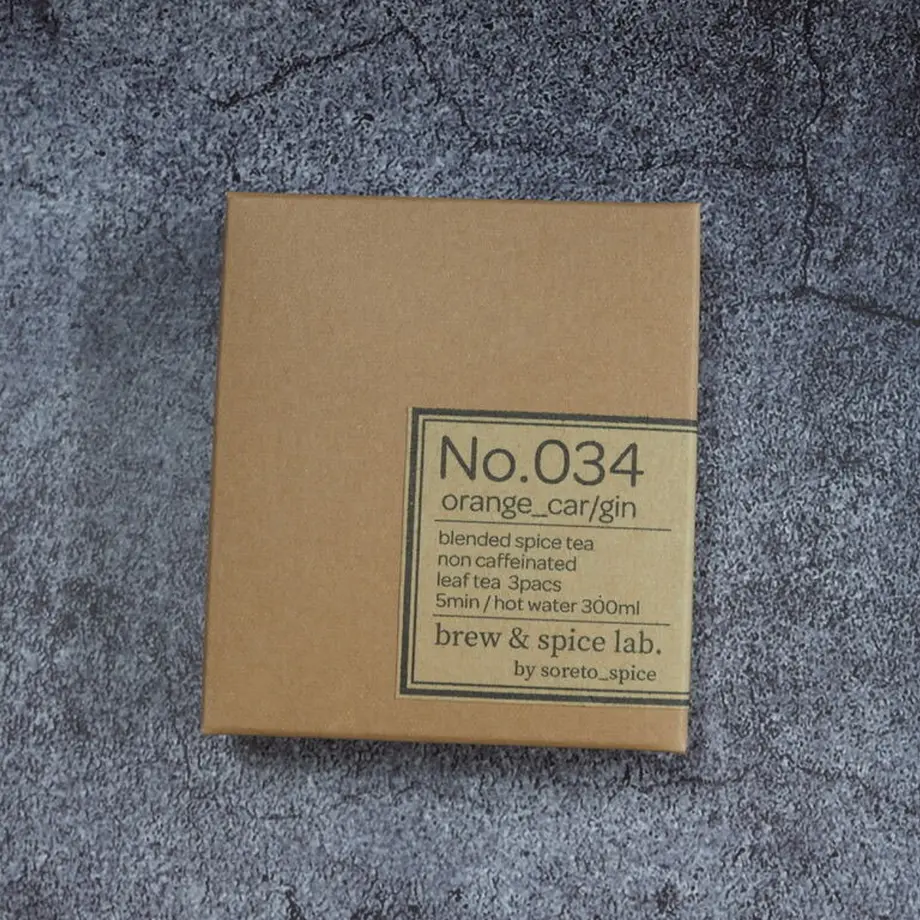 No.034
orange_car/gin
blended spice tea
non caffeinated
leaf tea 3pacs
5min / hot water 300ml
brew & spice lab.
by soreto_spice